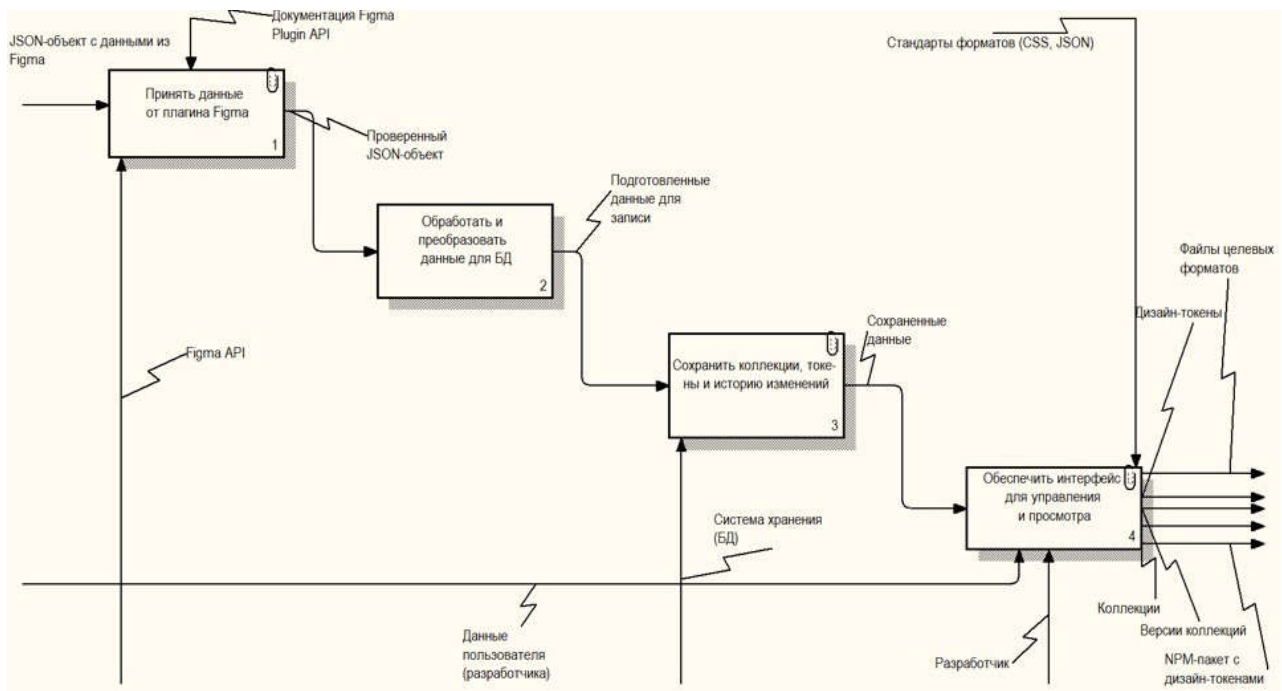 Документация Figma
Plugin API
JSON-объект с данными из
Figma
Стандарты форматов (CSS, JSON)
Принять данные
от плагина Figma
1
Проверенный
JSON-объект
Подготовленные
данные для
записи
Обработать и
преобразовать
данные для БД
2
Файлы целевых
форматов
Дизайн-токены
Сохраненные
данные
Figma API
Сохранить коллекции, токе-
ны и историю изменений
3
Обеспечить интерфейс
для управления
и просмотра
4
Система хранения
(БД)
Данные
пользователя
(разработчика)
Коллекции
Версии коллекций
Разработчик
NPM-пакет с
дизайн-токенами